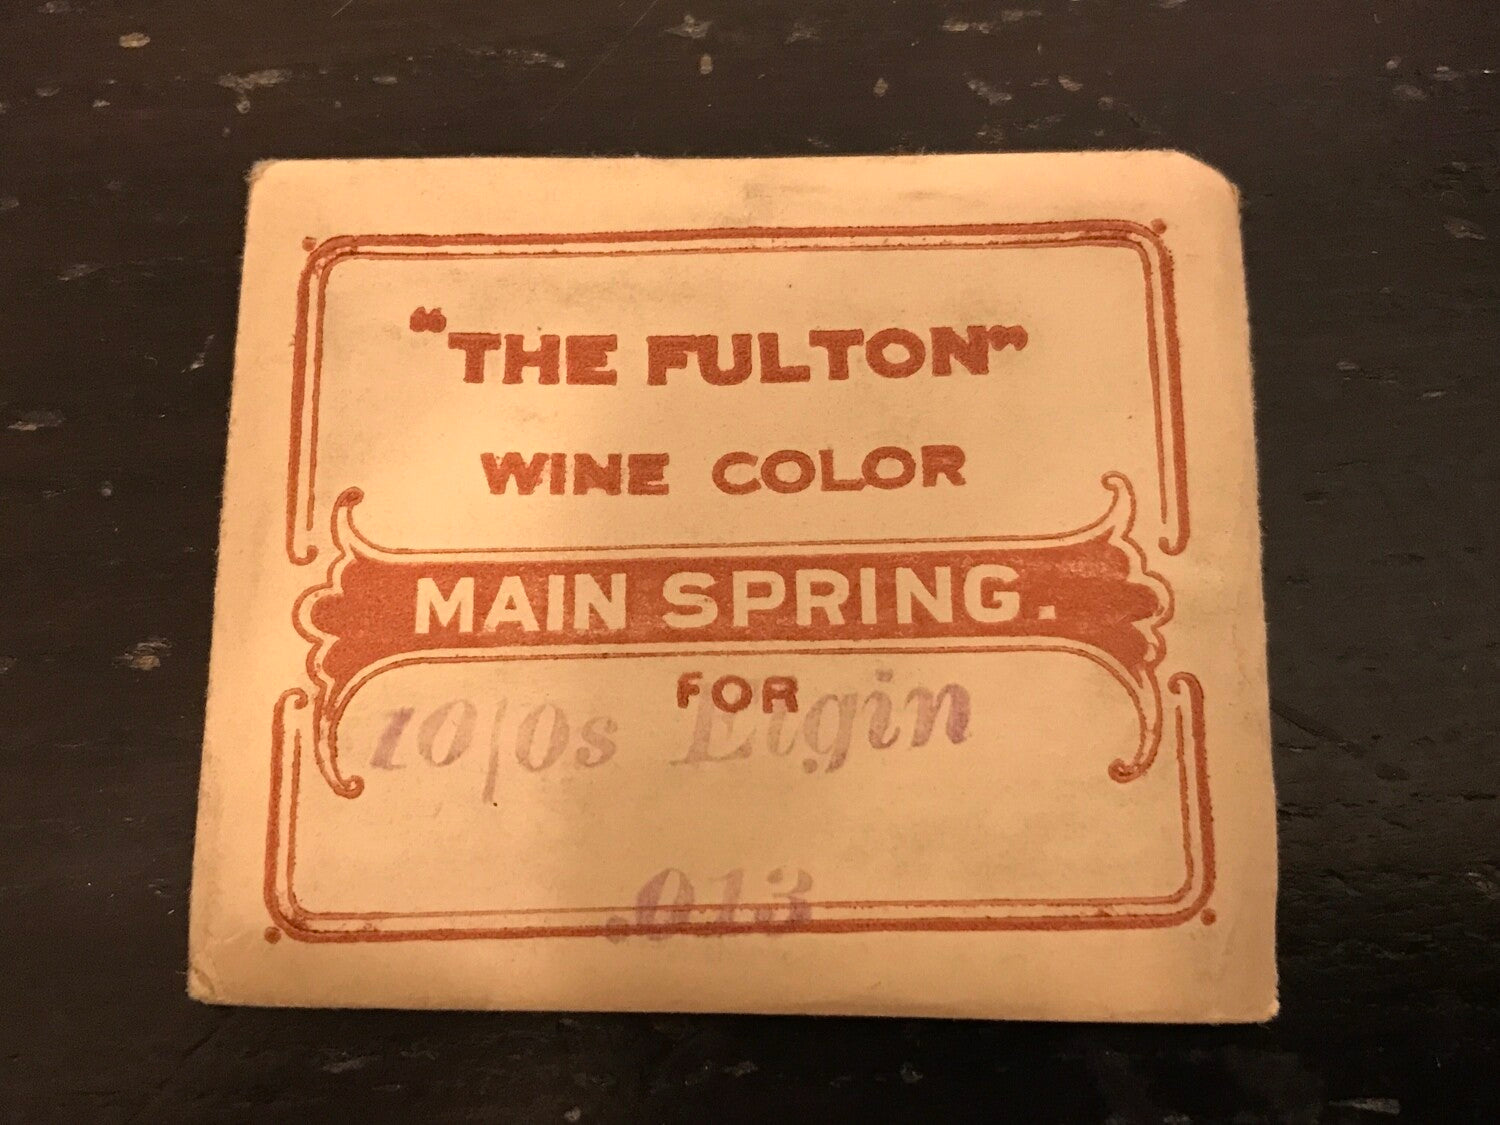 “THE FULTON”
WINE COLOR
MAIN SPRING.
FOR
10/0s Elgin
.013